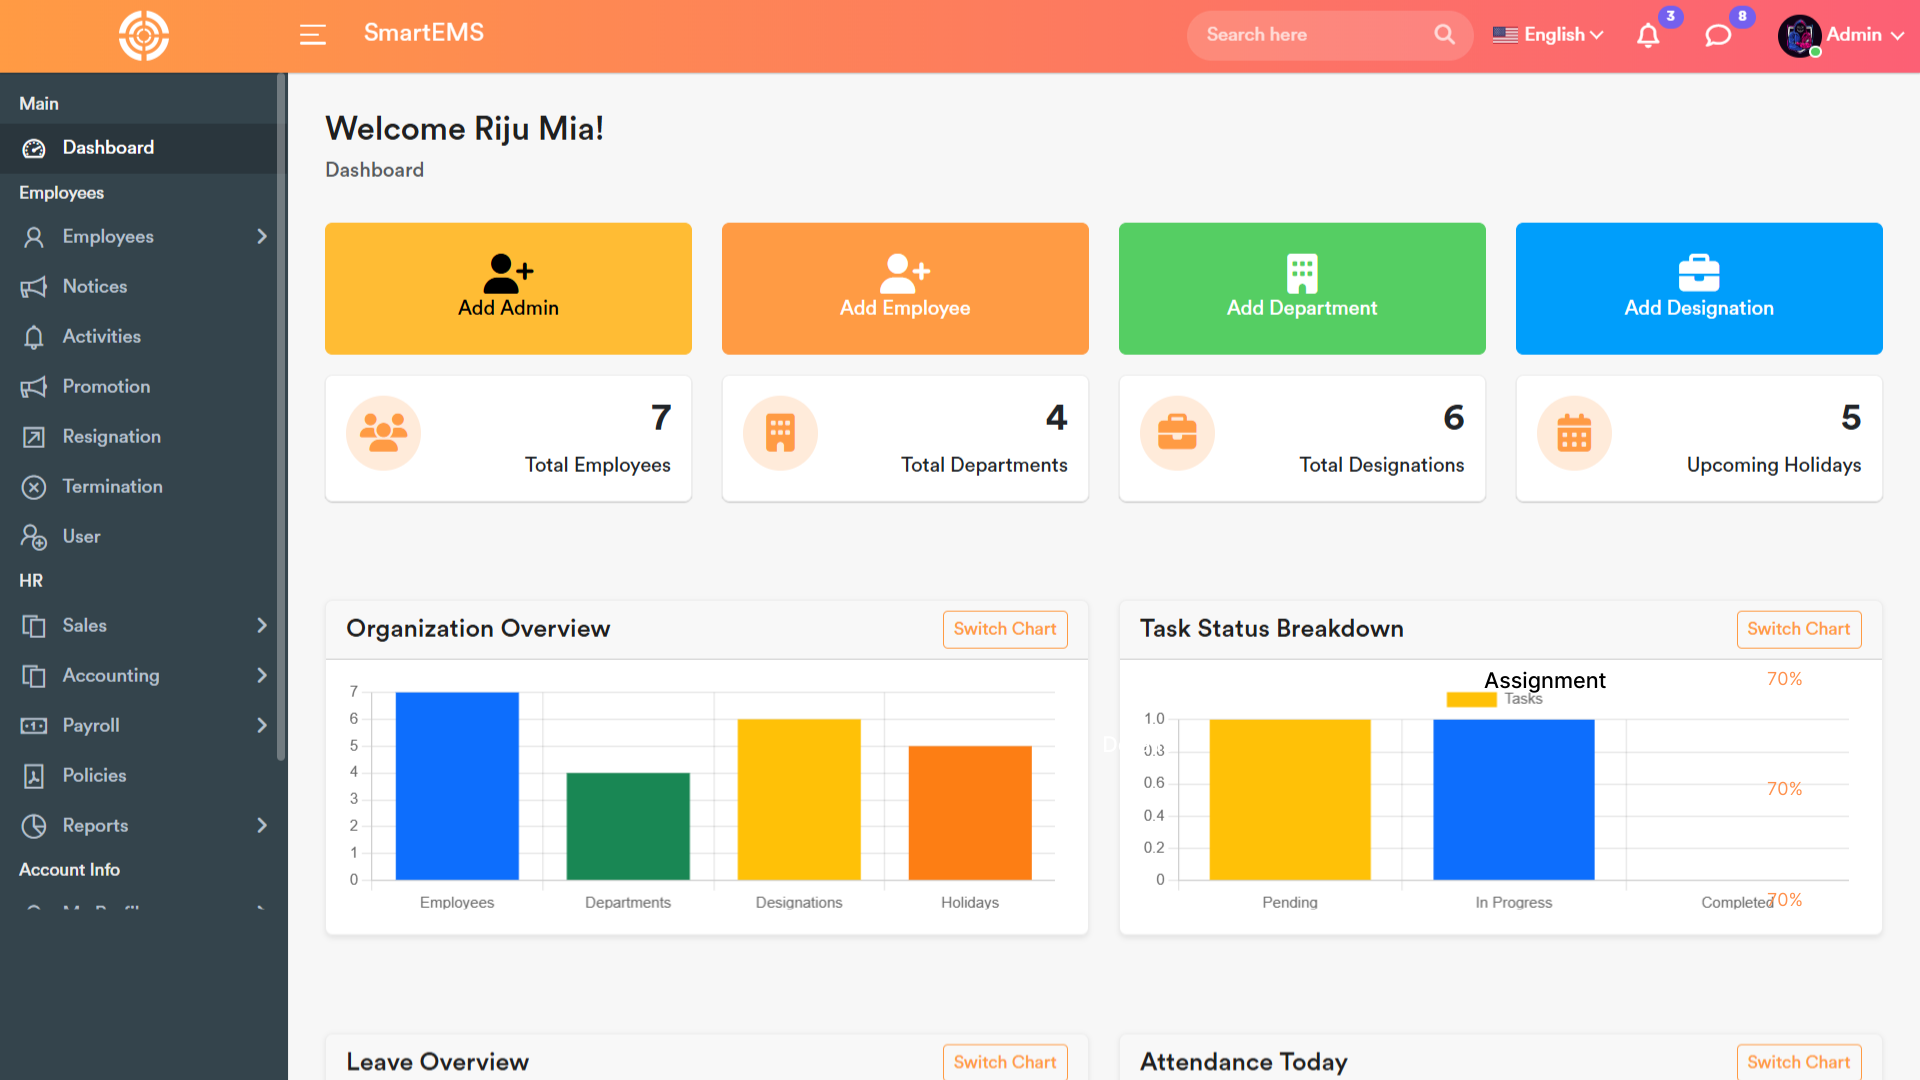 SmartEMS
Search here
English
3
8
Admin
Main
Dashboard
Employees
Employees
Notices
Activities
Promotion
Resignation
Termination
User
HR
Sales
Accounting
Payroll
Policies
Reports
Account Info
Welcome Riju Mia!
Dashboard
Add Admin
Add Employee
Add Department
Add Designation
7
Total Employees
4
Total Departments
6
Total Designations
5
Upcoming Holidays
Organization Overview
Switch Chart
7
6
5
4
3
2
1
0
Employees Departments Designations Holidays
Task Status Breakdown
Switch Chart
Assignment
Tasks
70%
70%
70%
1.0
0.8
0.6
0.4
0.2
0
Pending In Progress Completed
Leave Overview
Switch Chart
Attendance Today
Switch Chart